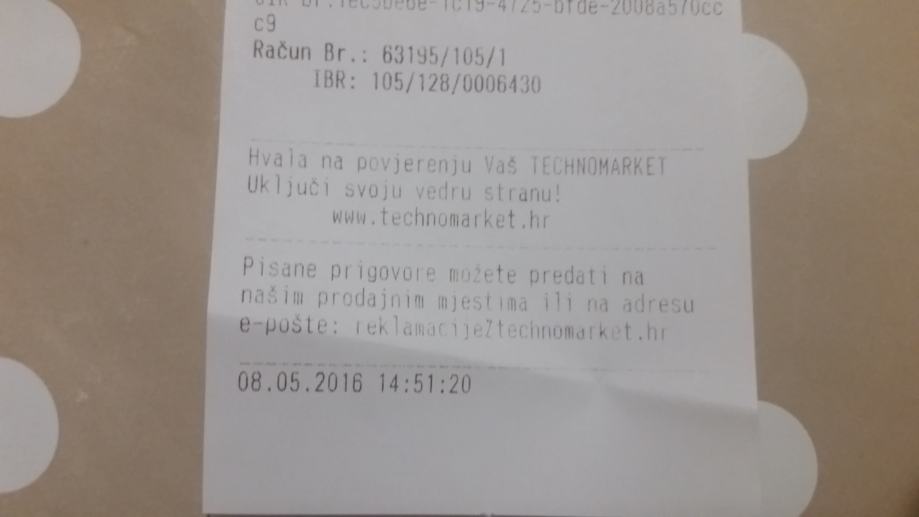 c9
Račun Br.: 63195/105/1
IBR: 105/128/0006430
Hvala na povjerenju Vaš TECHNOMARKET
Uključi svoju vedru stranu!
www.technomarket.hr
Pisane prigovore možete predati na
našim prodajnim mjestima ili na adresu
e-pošte: reklamacijeŽtechnomarket.hr
08.05.2016 14:51:20